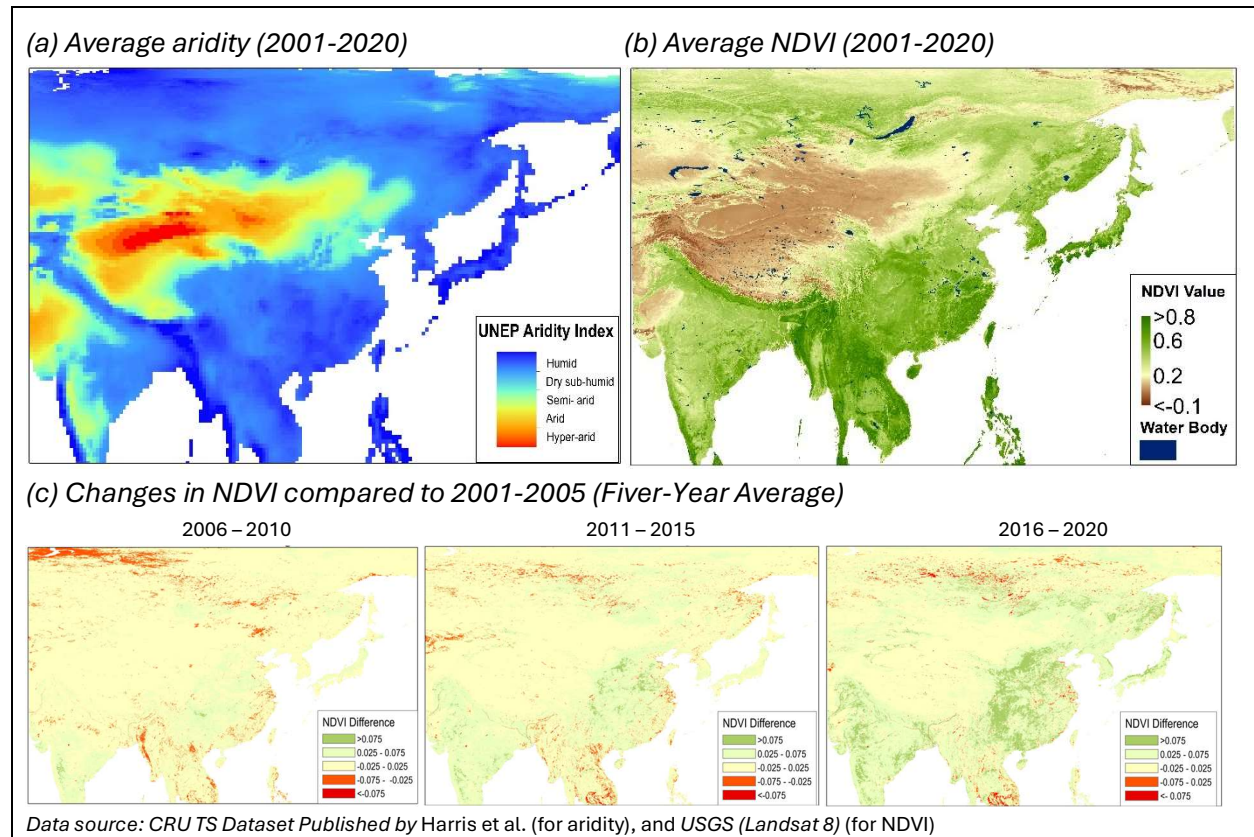 (a) Average aridity (2001-2020)
(b) Average NDVI (2001-2020)
UNEP Aridity Index
Humid
Dry sub-humid
Semi- arid
Arid
Hyper-arid
NDVI Value
>0.8
0.6
0.2
<-0.1
Water Body
(c) Changes in NDVI compared to 2001-2005 (Fiver-Year Average)
2006 – 2010
2011 – 2015
2016 – 2020
NDVI Difference
>0.075
0.025 - 0.075
-0.025 - 0.025
-0.075 - -0.025
<-0.075
NDVI Difference
>0.075
0.025 - 0.075
-0.025 - 0.025
-0.075 - -0.025
<-0.075
NDVI Difference
>0.075
0.025 - 0.075
-0.025 - 0.025
-0.075 - -0.025
<- 0.075
Data source: CRU TS Dataset Published by Harris et al. (for aridity), and USGS (Landsat 8) (for NDVI)